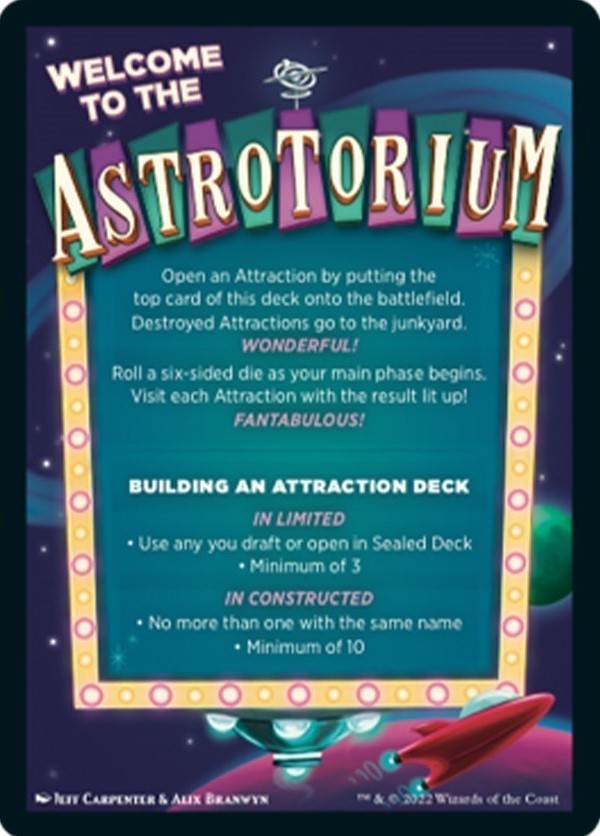 WELCOME
TO THE
ASTROTORIUM
Open an Attraction by putting the
top card of this deck onto the battlefield.
Destroyed Attractions go to the junkyard.
WONDERFUL!
Roll a six-sided die as your main phase begins.
Visit each Attraction with the result lit up!
FANTABULOUS!
BUILDING AN ATTRACTION DECK
IN LIMITED
• Use any you draft or open in Sealed Deck
• Minimum of 3
IN CONSTRUCTED
• No more than one with the same name
• Minimum of 10
Jeff Carpenter & Alix Branwyn
™ & © 2022 Wizards of the Coast